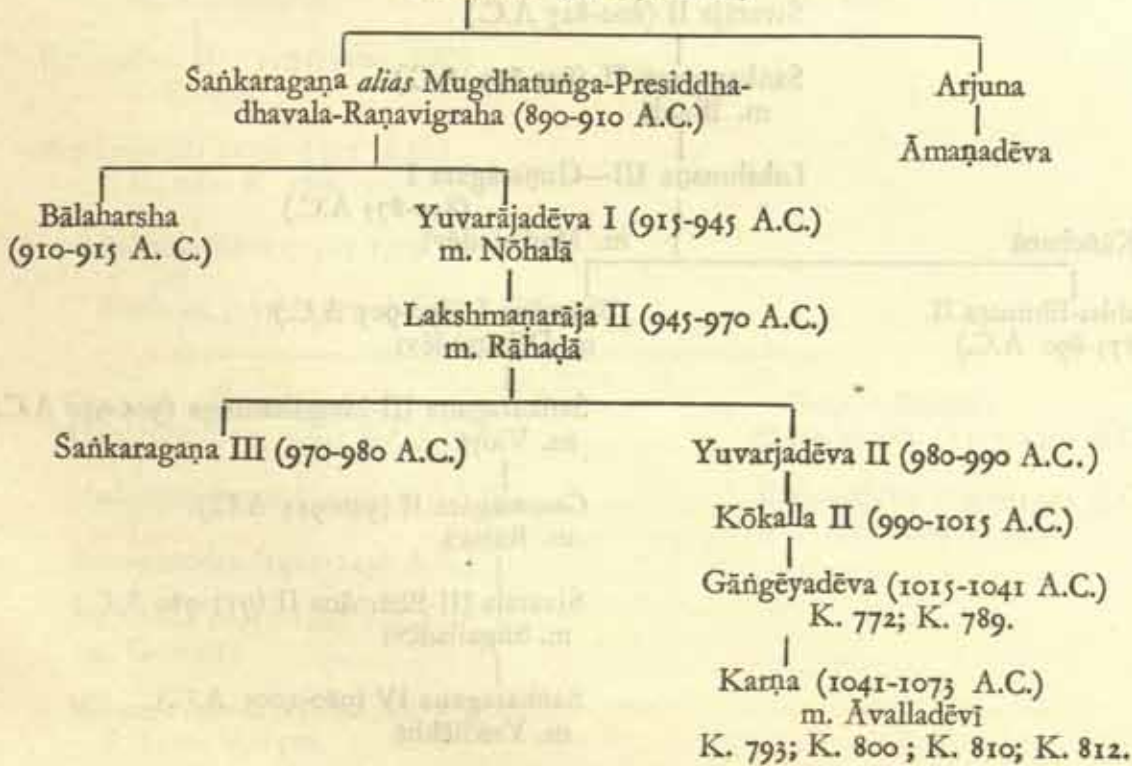 Saṅkaragaṇa alias Mugdhatuṅga-Presiddha-
dhavala-Raṇavigraha (890-910 A.C.)
Arjuna
Āmaṇadēva
Bālaharsha
(910-915 A. C.)
Yuvarājadēva I (915-945 A.C.)
m. Nōhalā
Lakshmaṇarāja II (945-970 A.C.)
m. Rāhaḍā
Saṅkaragaṇa III (970-980 A.C.)
Yuvarjadēva II (980-990 A.C.)
Kōkalla II (990-1015 A.C.)
Gāṅgēyadēva (1015-1041 A.C.)
K. 772; K. 789.
Karṇa (1041-1073 A.C.)
m. Āvalladēvī
K. 793; K. 800 ; K. 810; K. 812.